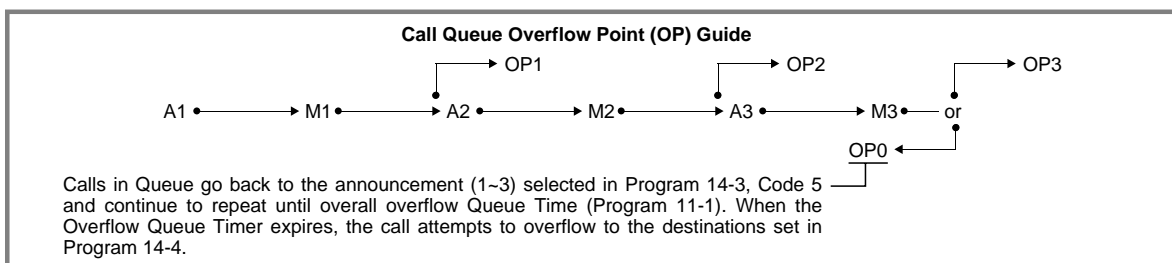 Call Queue Overflow Point (OP) Guide
OP1 OP2 OP3
A1 M1 A2 M2 A3 M3 or
OP0
Calls in Queue go back to the announcement (1~3) selected in Program 14-3, Code 5
and continue to repeat until overall overflow Queue Time (Program 11-1). When the
Overflow Queue Timer expires, the call attempts to overflow to the destinations set in
Program 14-4.